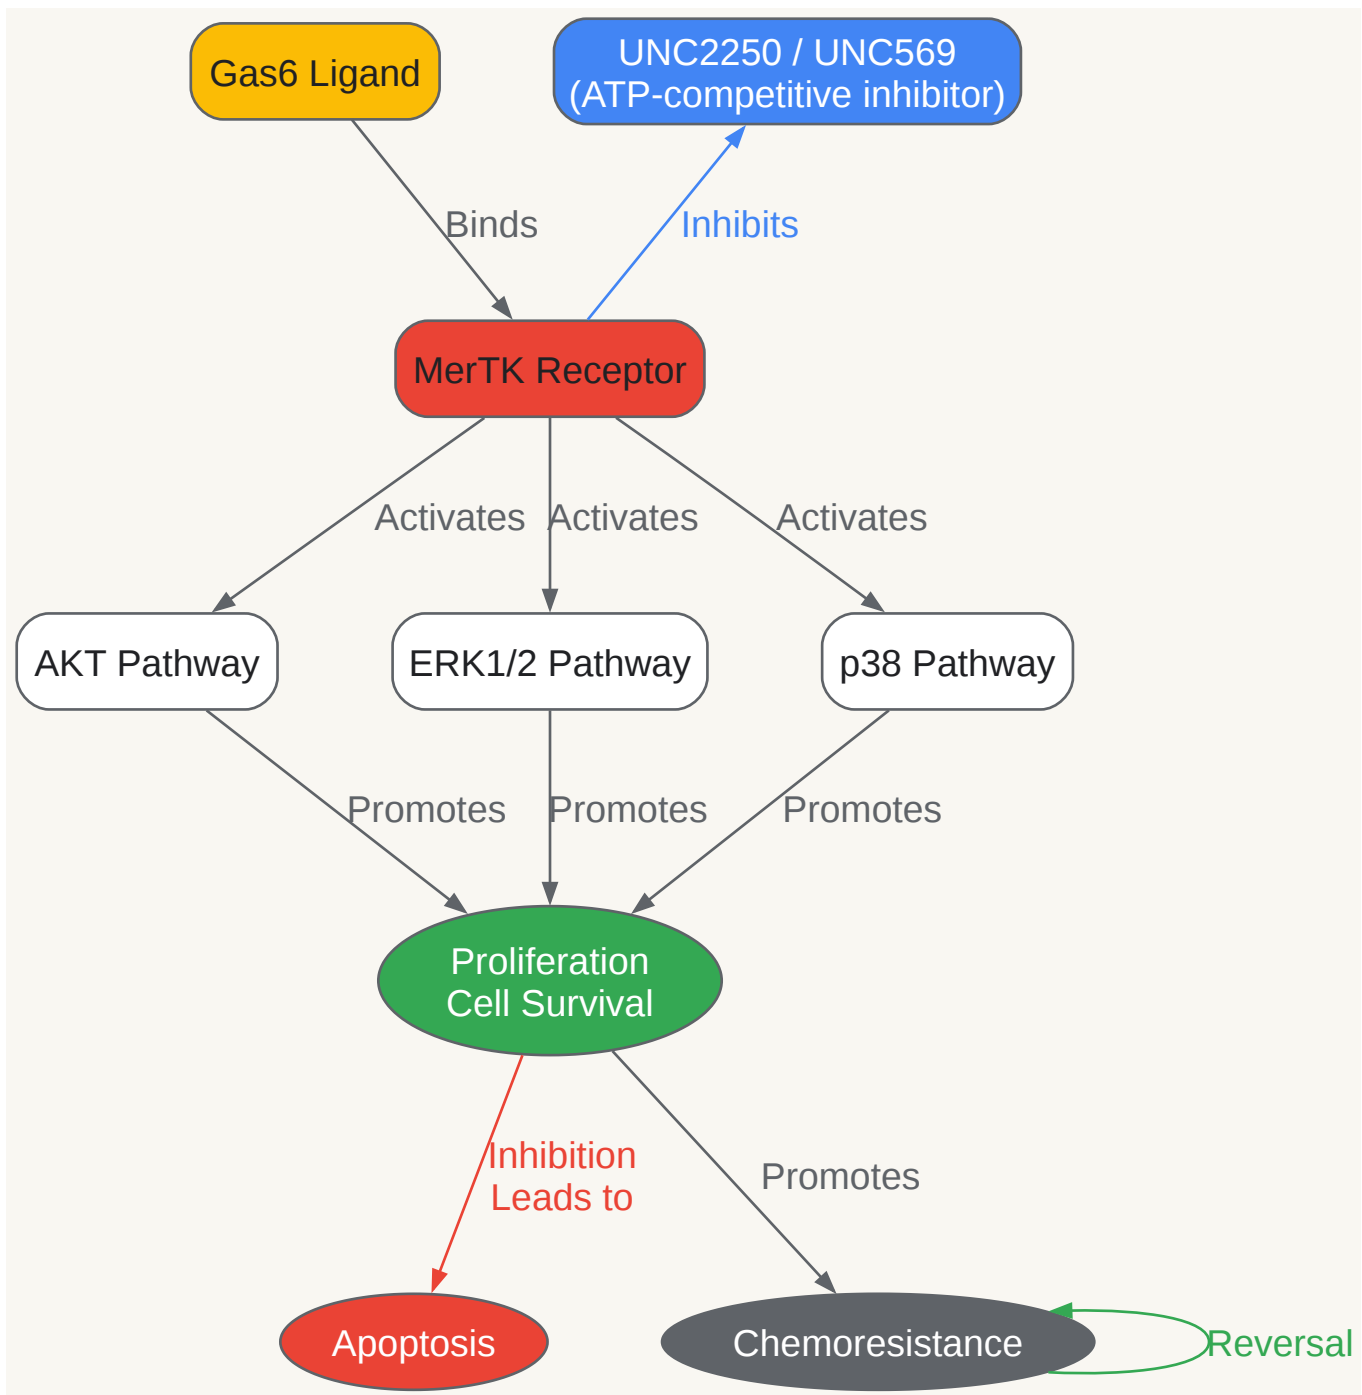 Gas6 Ligand
UNC2250 / UNC569
(ATP-competitive inhibitor)
Binds
Inhibits
MerTK Receptor
Activates
Activates
Activates
AKT Pathway
ERK1/2 Pathway
p38 Pathway
Promotes
Promotes
Promotes
Proliferation
Cell Survival
Inhibition
Leads to
Promotes
Apoptosis
Chemoresistance
Reversal